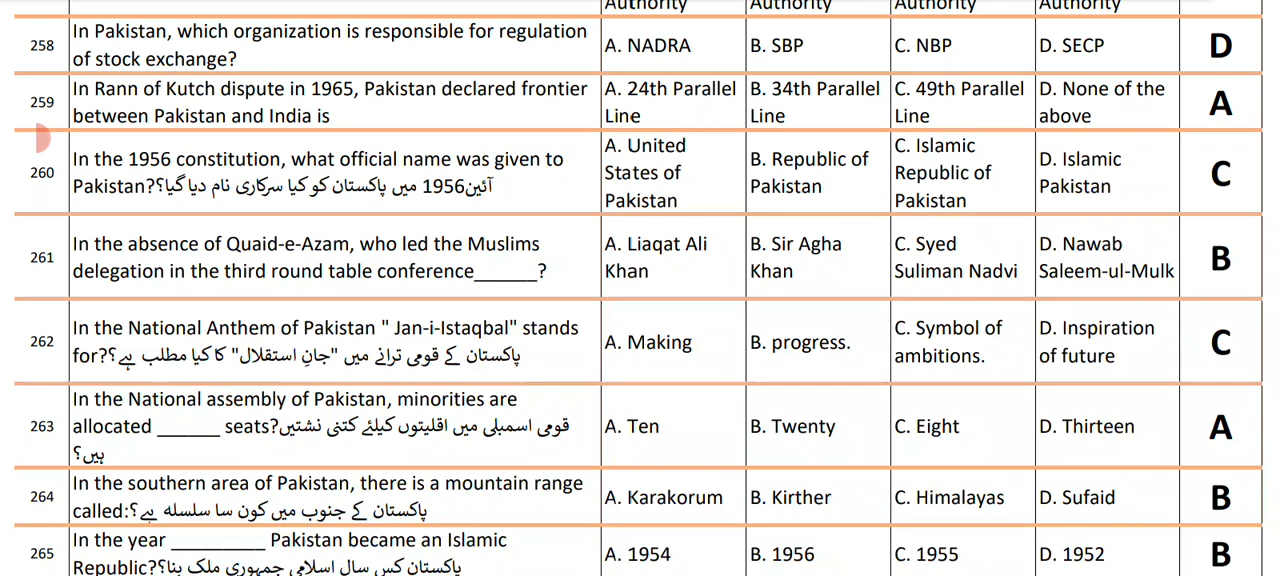 Authority Authority Authority Authority
258 In Pakistan, which organization is responsible for regulation of stock exchange? A. NADRA B. SBP C. NBP D. SECP D
259 In Rann of Kutch dispute in 1965, Pakistan declared frontier between Pakistan and India is A. 24th Parallel Line B. 34th Parallel Line C. 49th Parallel Line D. None of the above A
260 In the 1956 constitution, what official name was given to Pakistan?آئین1956 میں پاکستان کو کیا سرکاری نام دیا گیا؟ A. United States of Pakistan B. Republic of Pakistan C. Islamic Republic of Pakistan D. Islamic Pakistan C
261 In the absence of Quaid-e-Azam, who led the Muslims delegation in the third round table conference_______? A. Liaqat Ali Khan B. Sir Agha Khan C. Syed Suliman Nadvi D. Nawab Saleem-ul-Mulk B
262 In the National Anthem of Pakistan " Jan-i-Istaqbal" stands for?پاکستان کے قومی ترانے میں "جانِ استقلال" کا کیا مطلب ہے؟ A. Making B. progress. C. Symbol of ambitions. D. Inspiration of future C
263 In the National assembly of Pakistan, minorities are allocated _______ seats?قومی اسمبلی میں اقلیتوں کیلئے کتنی نشتیں ہیں؟ A. Ten B. Twenty C. Eight D. Thirteen A
264 In the southern area of Pakistan, there is a mountain range called:پاکستان کے جنوب میں کون سا سلسلہ ہے؟ A. Karakorum B. Kirther C. Himalayas D. Sufaid B
265 In the year __________ Pakistan became an Islamic Republic?پاکستان کس سال اسلامی جمہوری ملک بنا؟ A. 1954 B. 1956 C. 1955 D. 1952 B